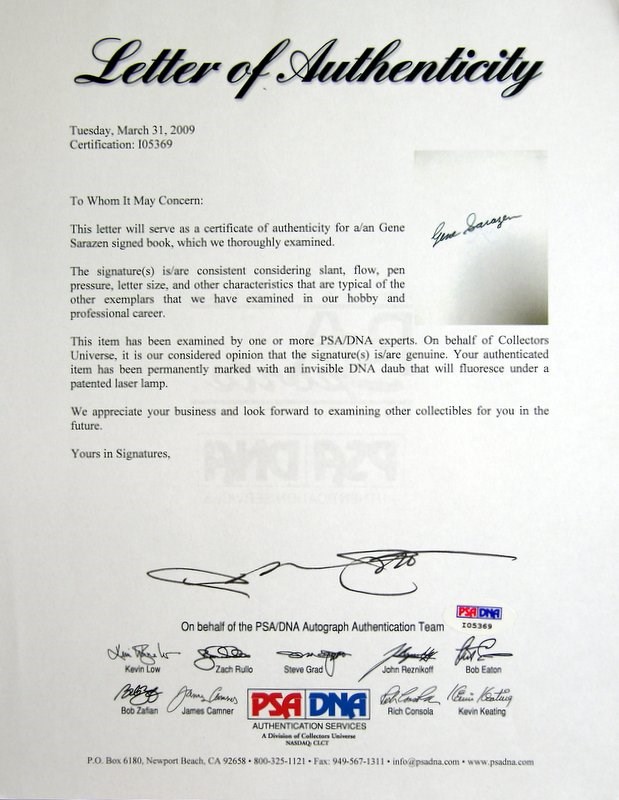 Letter of Authenticity
Tuesday, March 31, 2009
Certification: I05369
To Whom It May Concern:
This letter will serve as a certificate of authenticity for a/an Gene
Sarazen signed book, which we thoroughly examined.
Gene Sarazen
The signature(s) is/are consistent considering slant, flow, pen
pressure, letter size, and other characteristics that are typical of the
other exemplars that we have examined in our hobby and
professional career.
This item has been examined by one or more PSA/DNA experts. On behalf of Collectors
Universe, it is our considered opinion that the signature(s) is/are genuine. Your authenticated
item has been permanently marked with an invisible DNA daub that will fluoresce under a
patented laser lamp.
We appreciate your business and look forward to examining other collectibles for you in the
future.
Yours in Signatures,
PSA DNA
I05369
On behalf of the PSA/DNA Autograph Authentication Team
Kevin Low Zach Rullo Steve Grad John Reznikoff Bob Eaton
Bob Zafian James Camner Rich Consola Kevin Keating
PSA DNA
AUTHENTICATION SERVICES
A Division of Collectors Universe
NASDAQ: CLCT
P.O. Box 6180, Newport Beach, CA 92658 • 800-325-1121 • Fax: 949-567-1311 • info@psadna.com • www.psadna.com